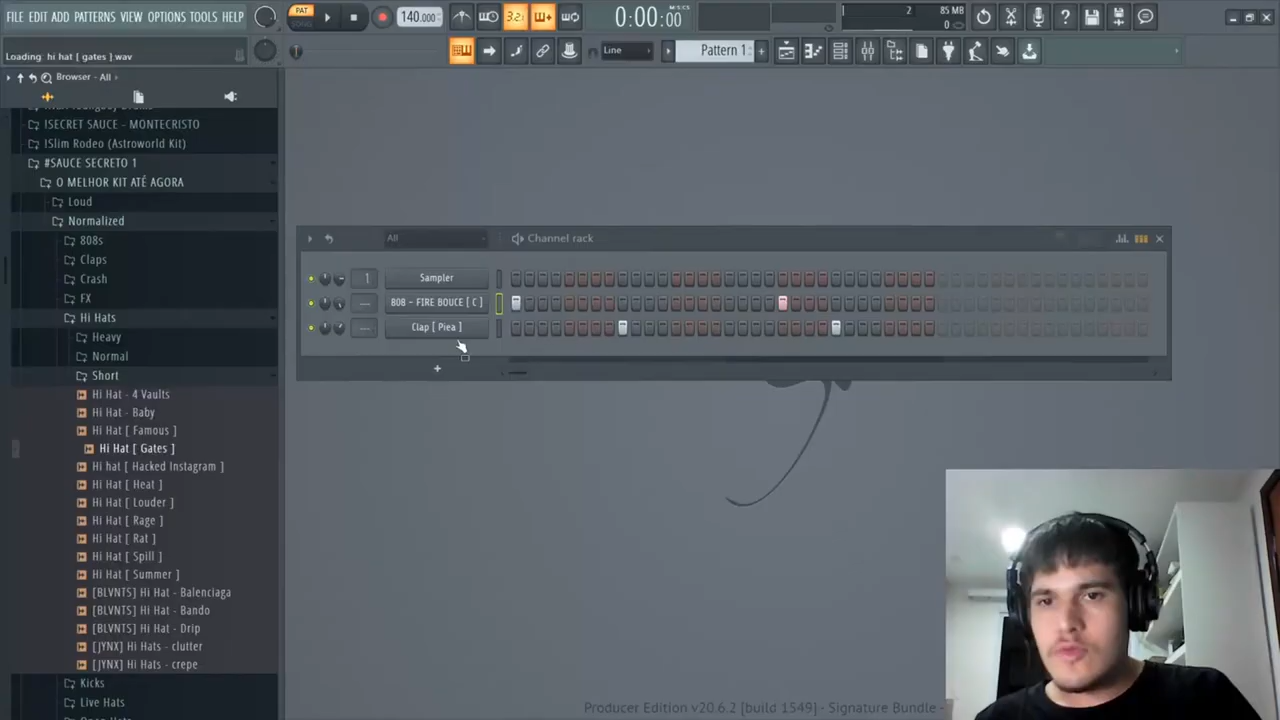 FILE EDIT ADD PATTERNS VIEW OPTIONS TOOLS HELP
PAT
140.000
3.2
0:00:00
M:S:CS
2
85 MB
0
Loading: hi hat [ gates ].wav
Line
Pattern 1
Browser - All
!SECRET SAUCE - MONTECRISTO
!Slim Rodeo (Astroworld Kit)
#SAUCE SECRETO 1
O MELHOR KIT ATÉ AGORA
Loud
Normalized
808s
Claps
Crash
FX
Hi Hats
Heavy
Normal
Short
Hi Hat - 4 Vaults
Hi Hat - Baby
Hi Hat [ Famous ]
Hi Hat [ Gates ]
Hi hat [ Hacked Instagram ]
Hi Hat [ Heat ]
Hi Hat [ Louder ]
Hi Hat [ Rage ]
Hi Hat [ Rat ]
Hi Hat [ Spill ]
Hi Hat [ Summer ]
[BLVNTS] Hi Hat - Balenciaga
[BLVNTS] Hi Hat - Bando
[BLVNTS] Hi Hat - Drip
[JYNX] Hi Hats - clutter
[JYNX] Hi Hats - crepe
Kicks
Live Hats
All
Channel rack
1
Sampler
808 - FIRE BOUCE [ C ]
Clap [ Piea ]
Producer Edition v20.6.2 [build 1549] - Signature Bundle -